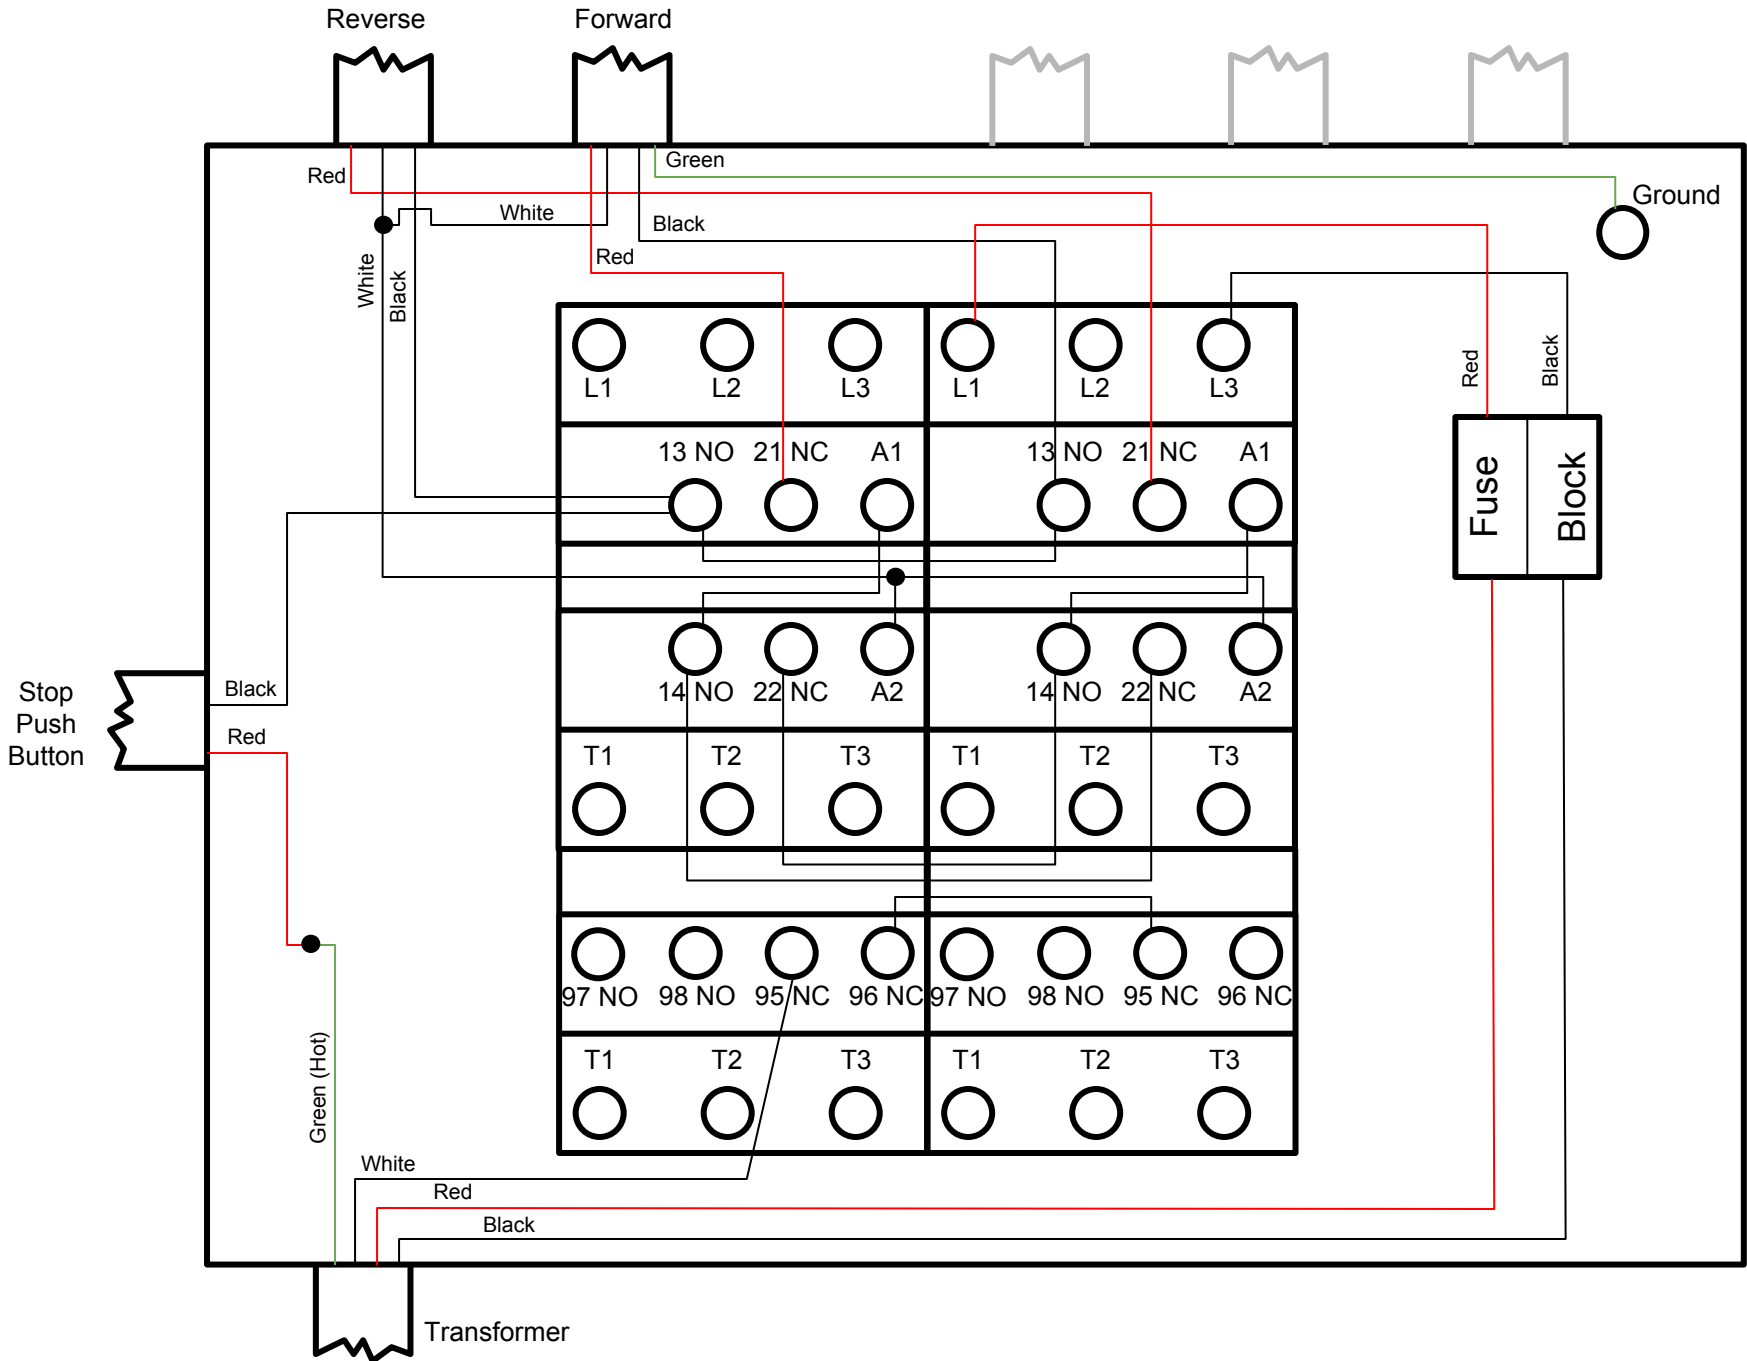 Reverse
Forward
Green
Red
Ground
White
Black
Red
White
Black
Red
Black
L1
L2
L3
L1
L2
L3
13 NO
21 NC
A1
13 NO
21 NC
A1
Fuse
Block
Stop
Push
Button
Black
Red
14 NO
22 NC
A2
14 NO
22 NC
A2
T1
T2
T3
T1
T2
T3
97 NO
98 NO
95 NC
96 NC
97 NO
98 NO
95 NC
96 NC
Green (Hot)
T1
T2
T3
T1
T2
T3
White
Red
Black
Transformer